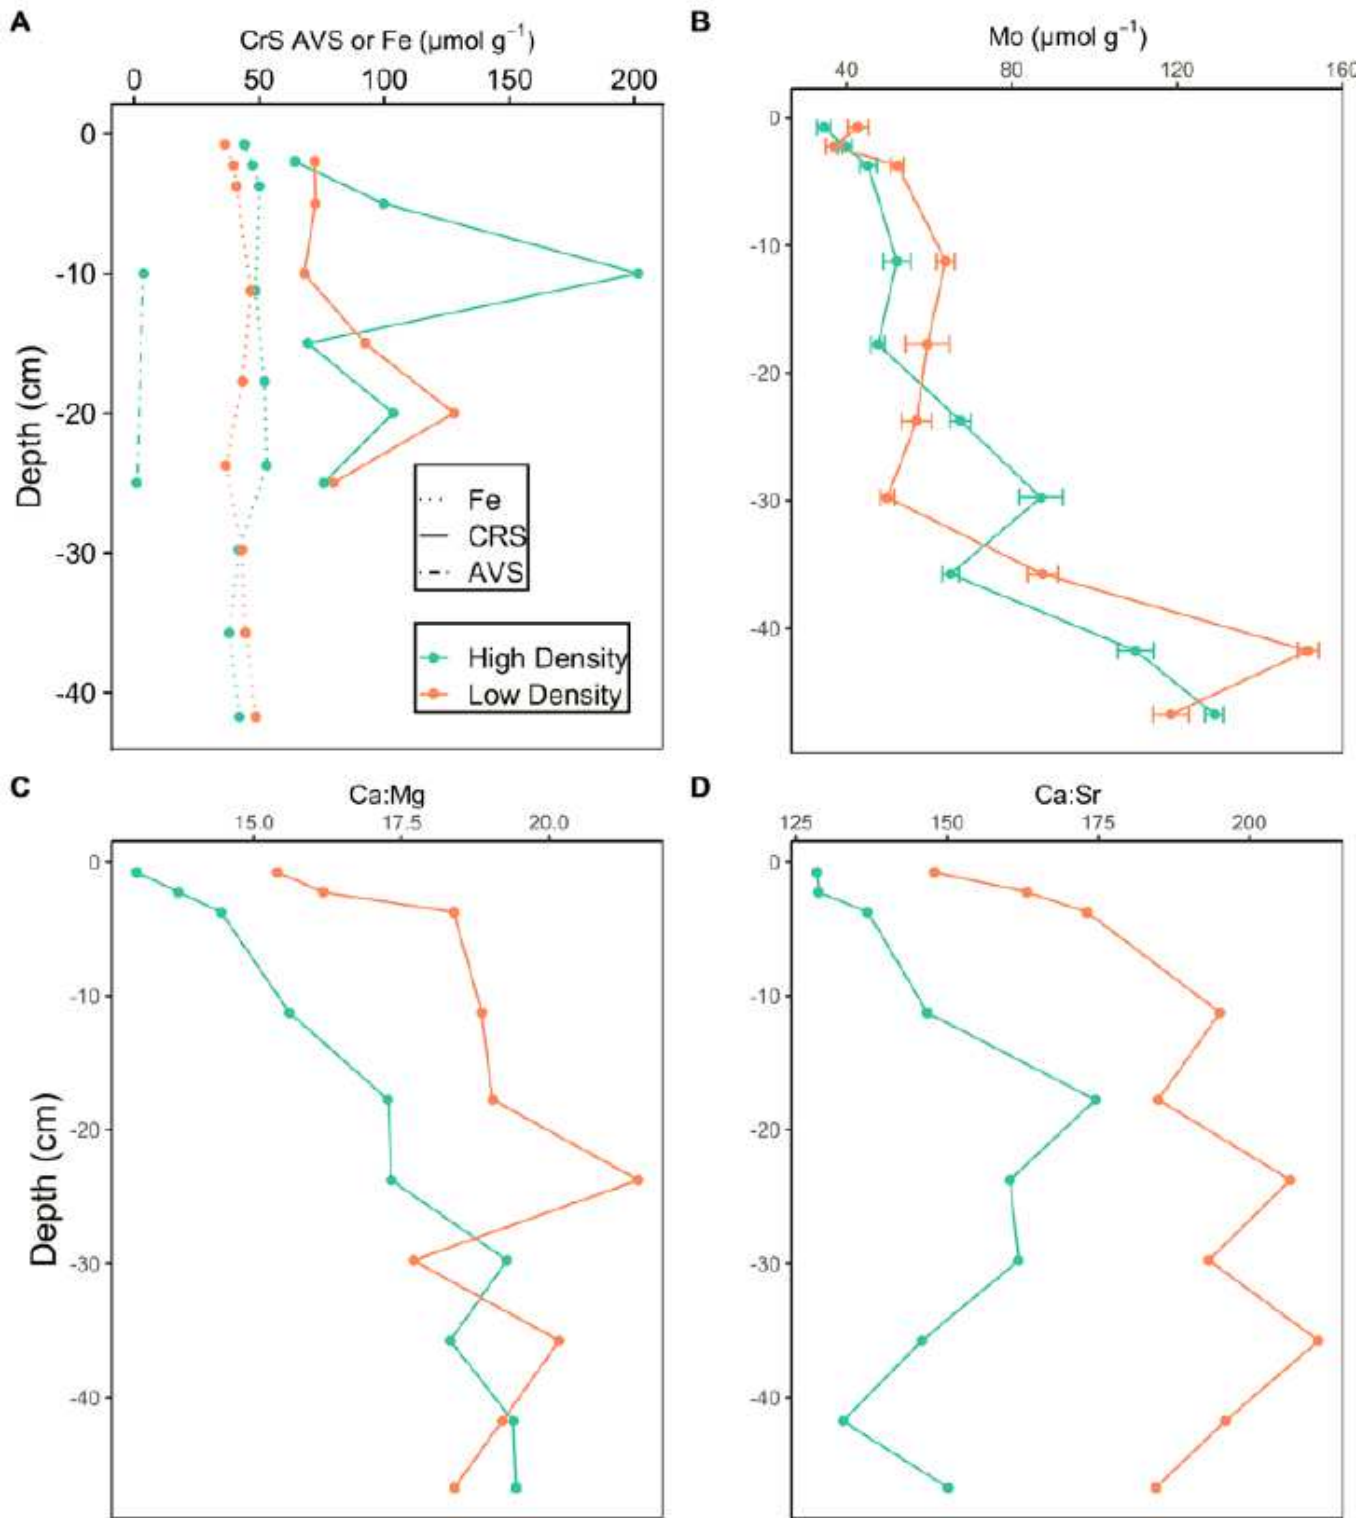 A
CrS AVS or Fe (μmol g⁻¹)
0 50 100 150 200
0
-10
-20
-30
-40
Depth (cm)
Fe
CRS
AVS
High Density
Low Density
B
Mo (μmol g⁻¹)
40 80 120 160
0
-10
-20
-30
-40
C
Ca:Mg
15.0 17.5 20.0
0
-10
-20
-30
-40
Depth (cm)
D
Ca:Sr
125 150 175 200
0
-10
-20
-30
-40